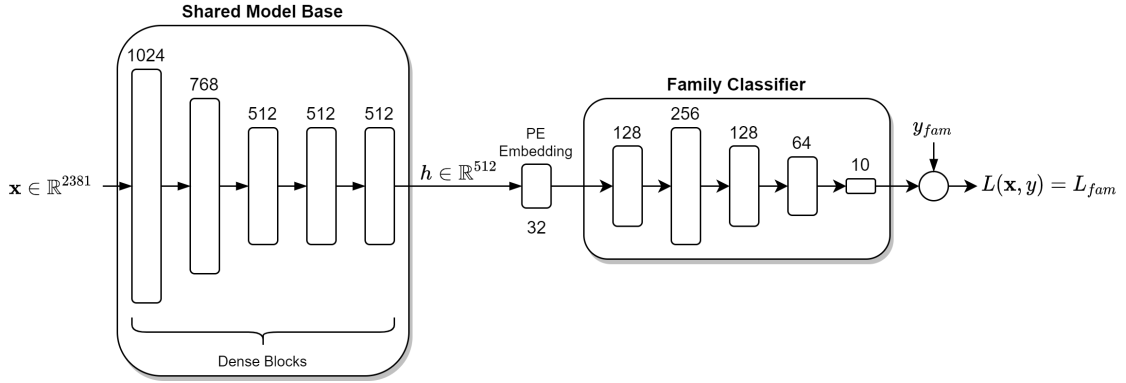 Shared Model Base
1024
768
512
512
512
x ∈ ℝ^2381
Dense Blocks
h ∈ ℝ^512
PE
Embedding
32
Family Classifier
128
256
128
64
10
y_fam
L(x, y) = L_fam